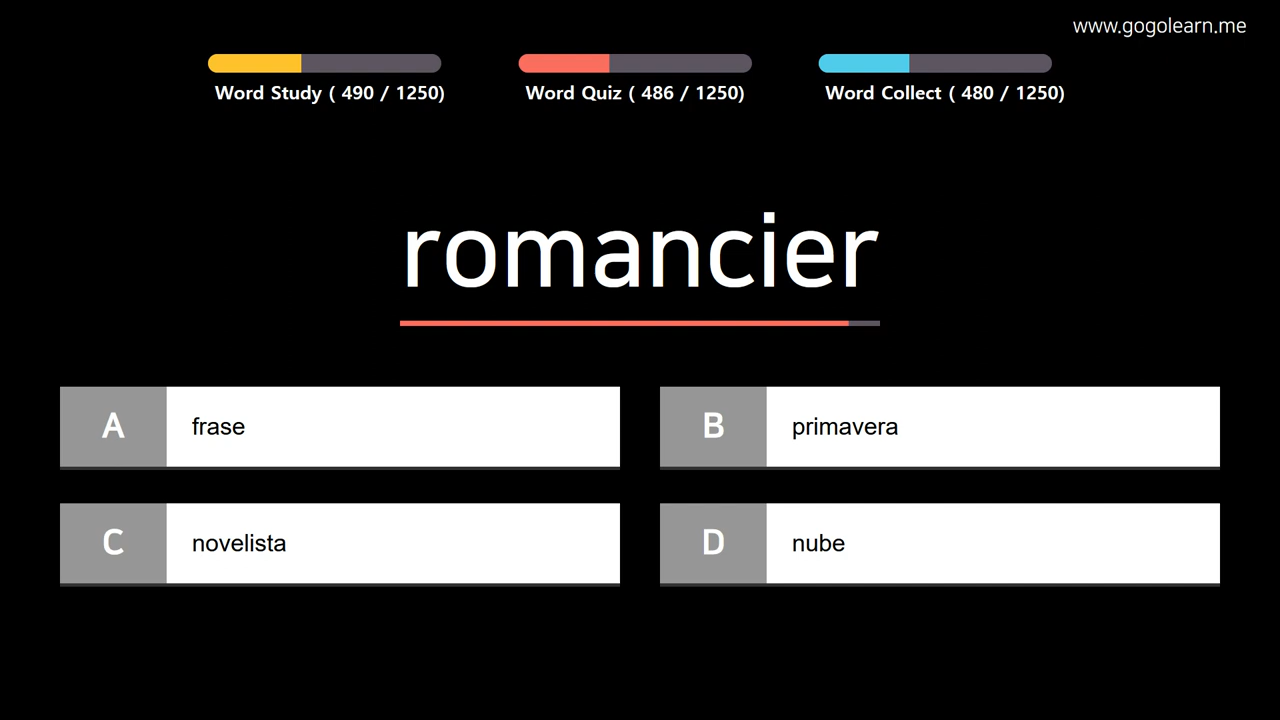 www.gogolearn.me
Word Study ( 490 / 1250)
Word Quiz ( 486 / 1250)
Word Collect ( 480 / 1250)
romancier
A frase
B primavera
C novelista
D nube